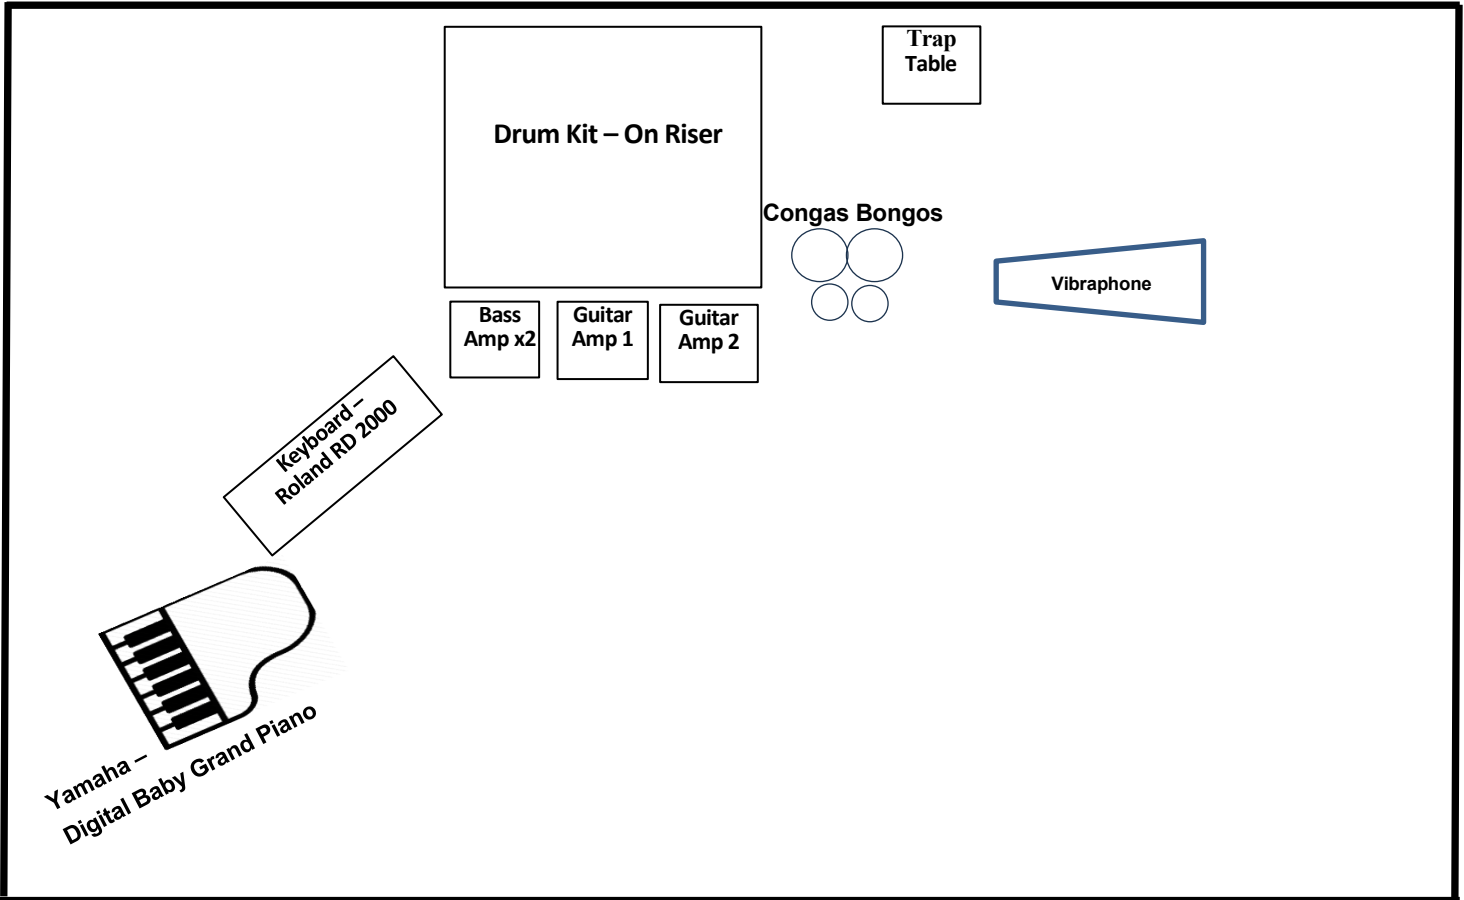 Trap
Table
Drum Kit – On Riser
Congas Bongos
Vibraphone
Bass
Amp x2
Guitar
Amp 1
Guitar
Amp 2
Keyboard –
Roland RD 2000
Yamaha –
Digital Baby Grand Piano